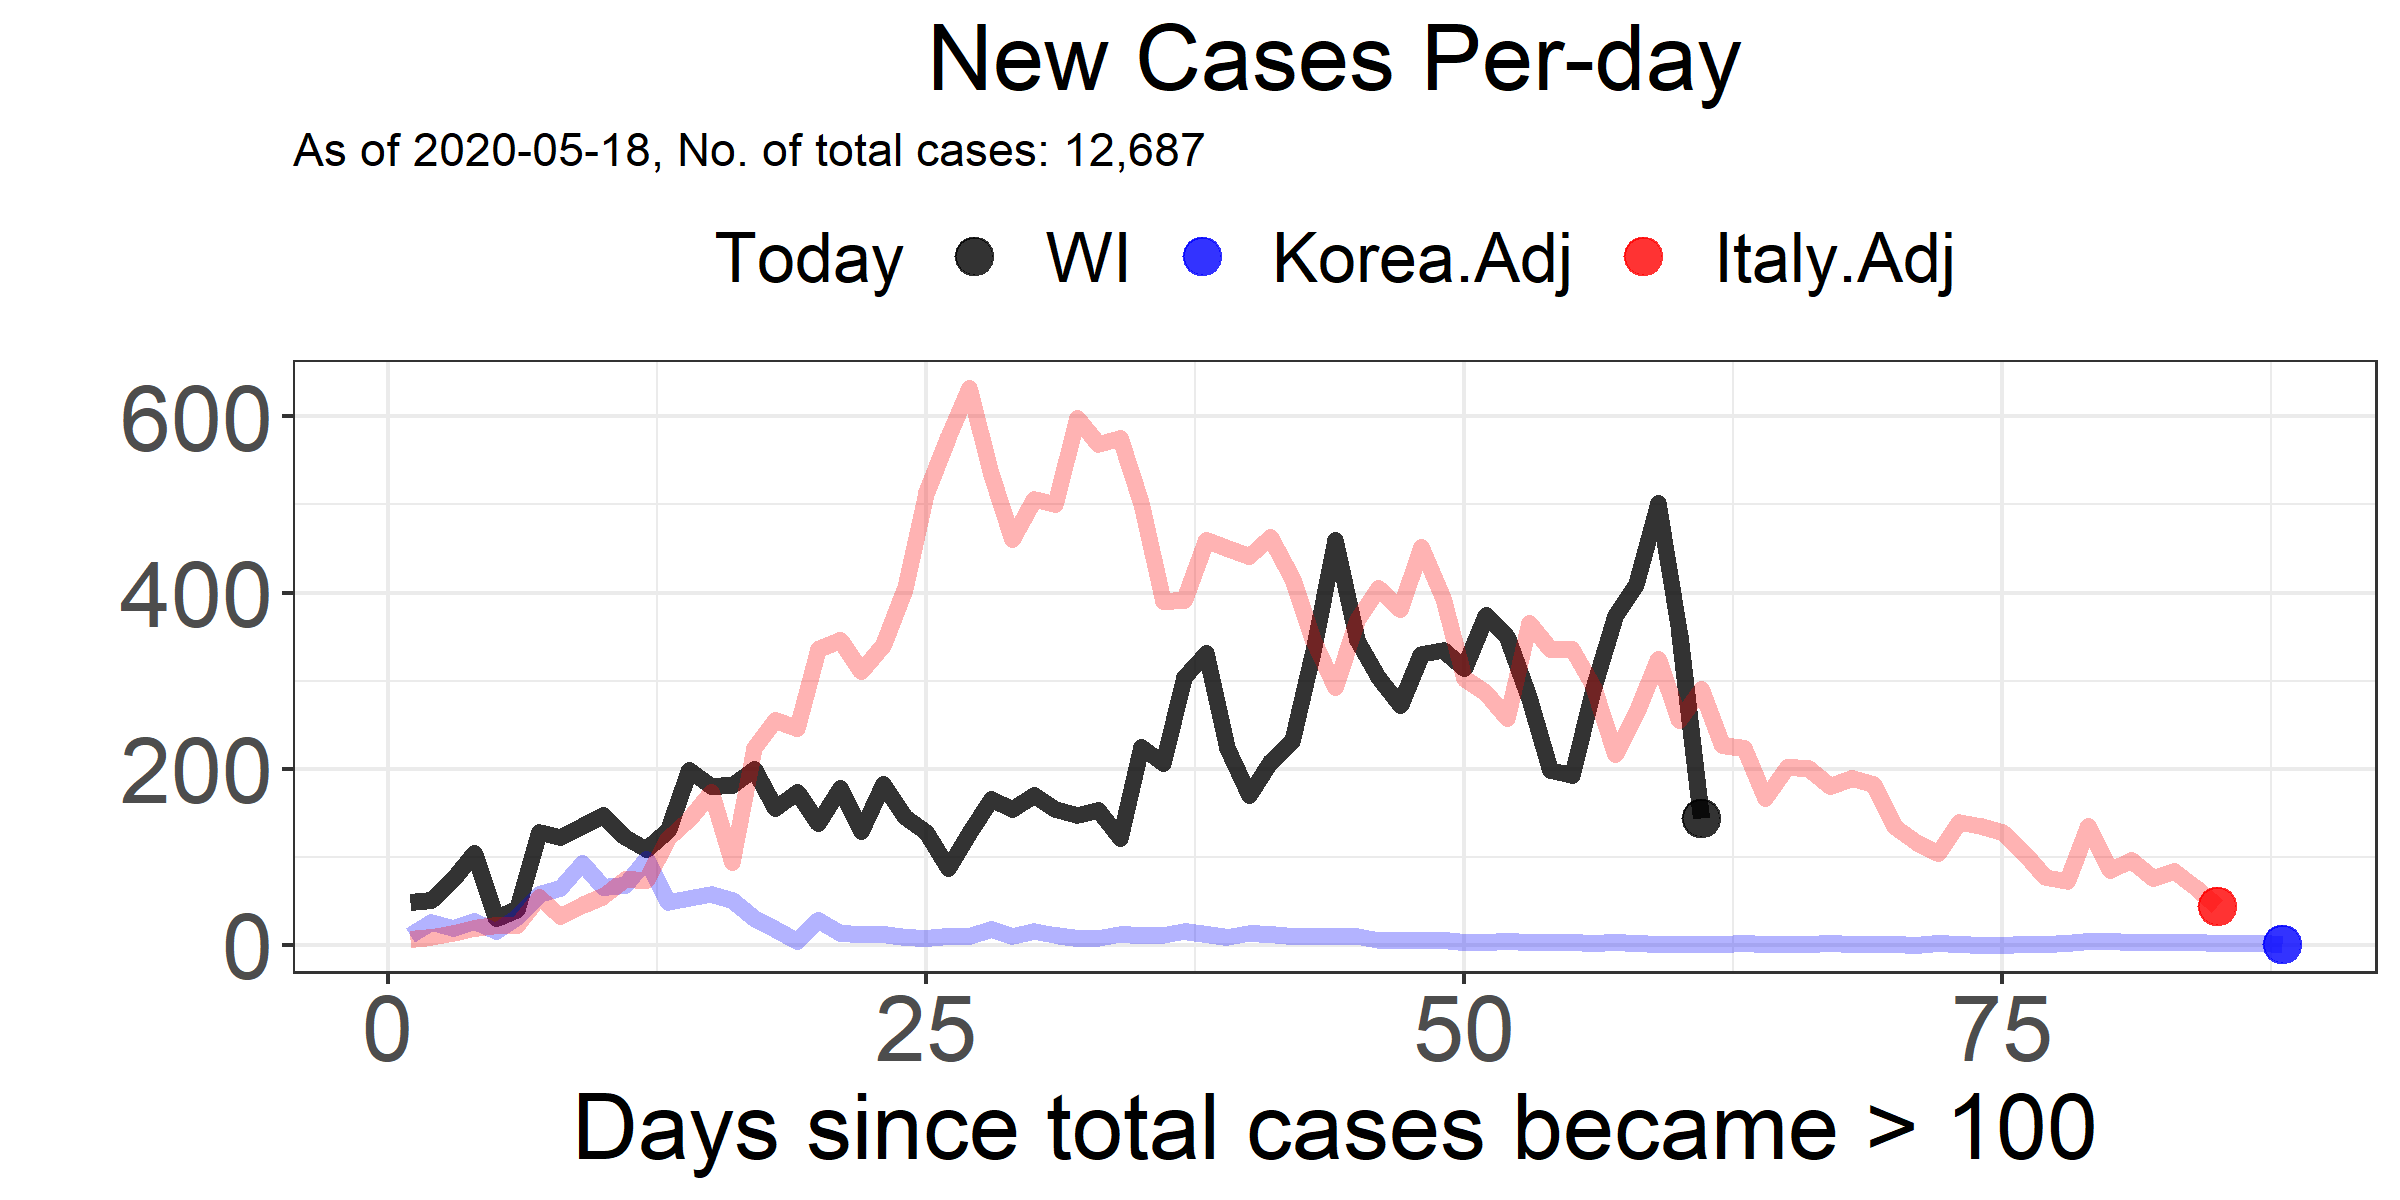 New Cases Per-day
As of 2020-05-18, No. of total cases: 12,687
Today WI Korea.Adj Italy.Adj
600
400
200
0
0 25 50 75
Days since total cases became > 100